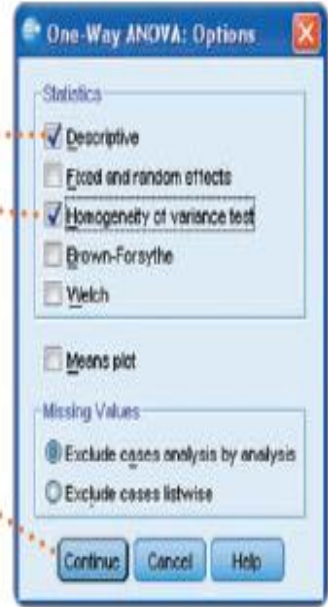 One-Way ANOVA: Options
Statistics
Descriptive
Fixed and random effects
Homogeneity of variance test
Brown-Forsythe
Welch
Means plot
Missing Values
Exclude cases analysis by analysis
Exclude cases listwise
Continue Cancel Help